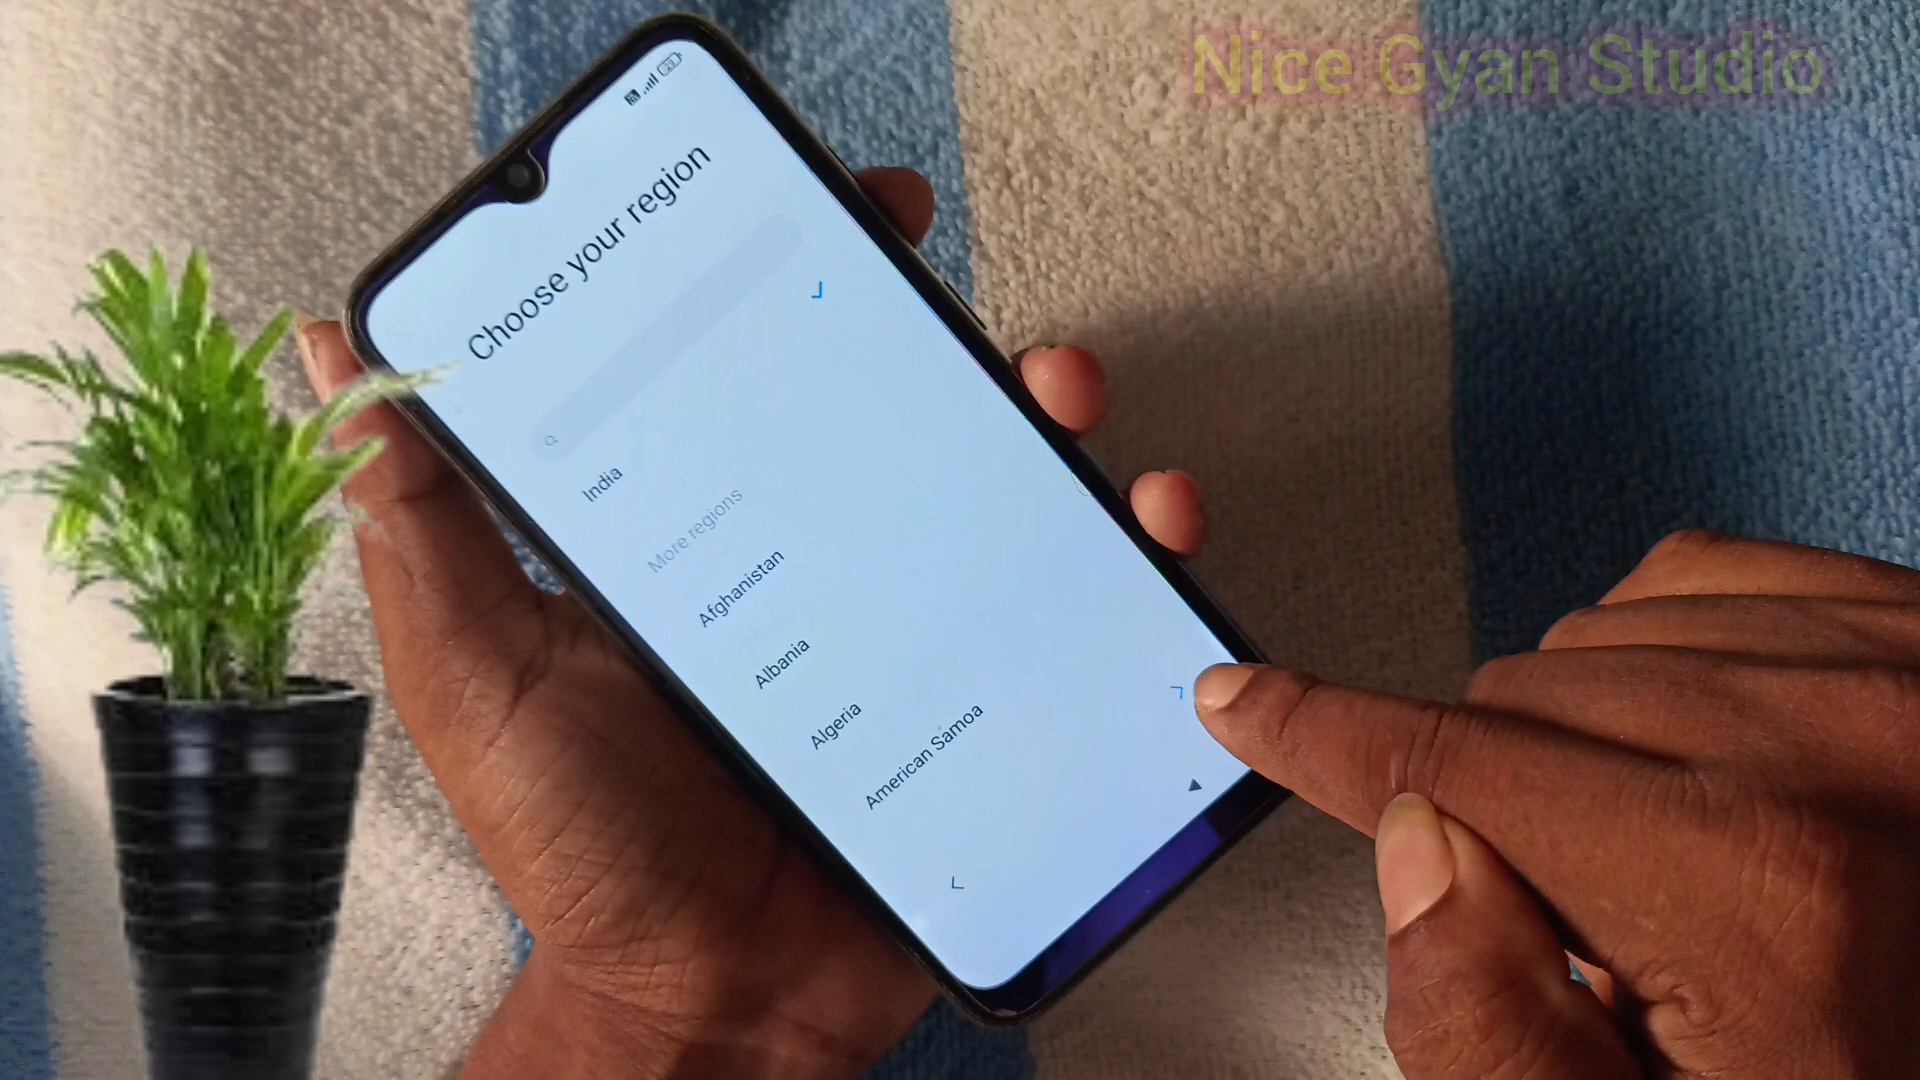 Nice Gyan Studio
Choose your region
India
More regions
Afghanistan
Albania
Algeria
American Samoa